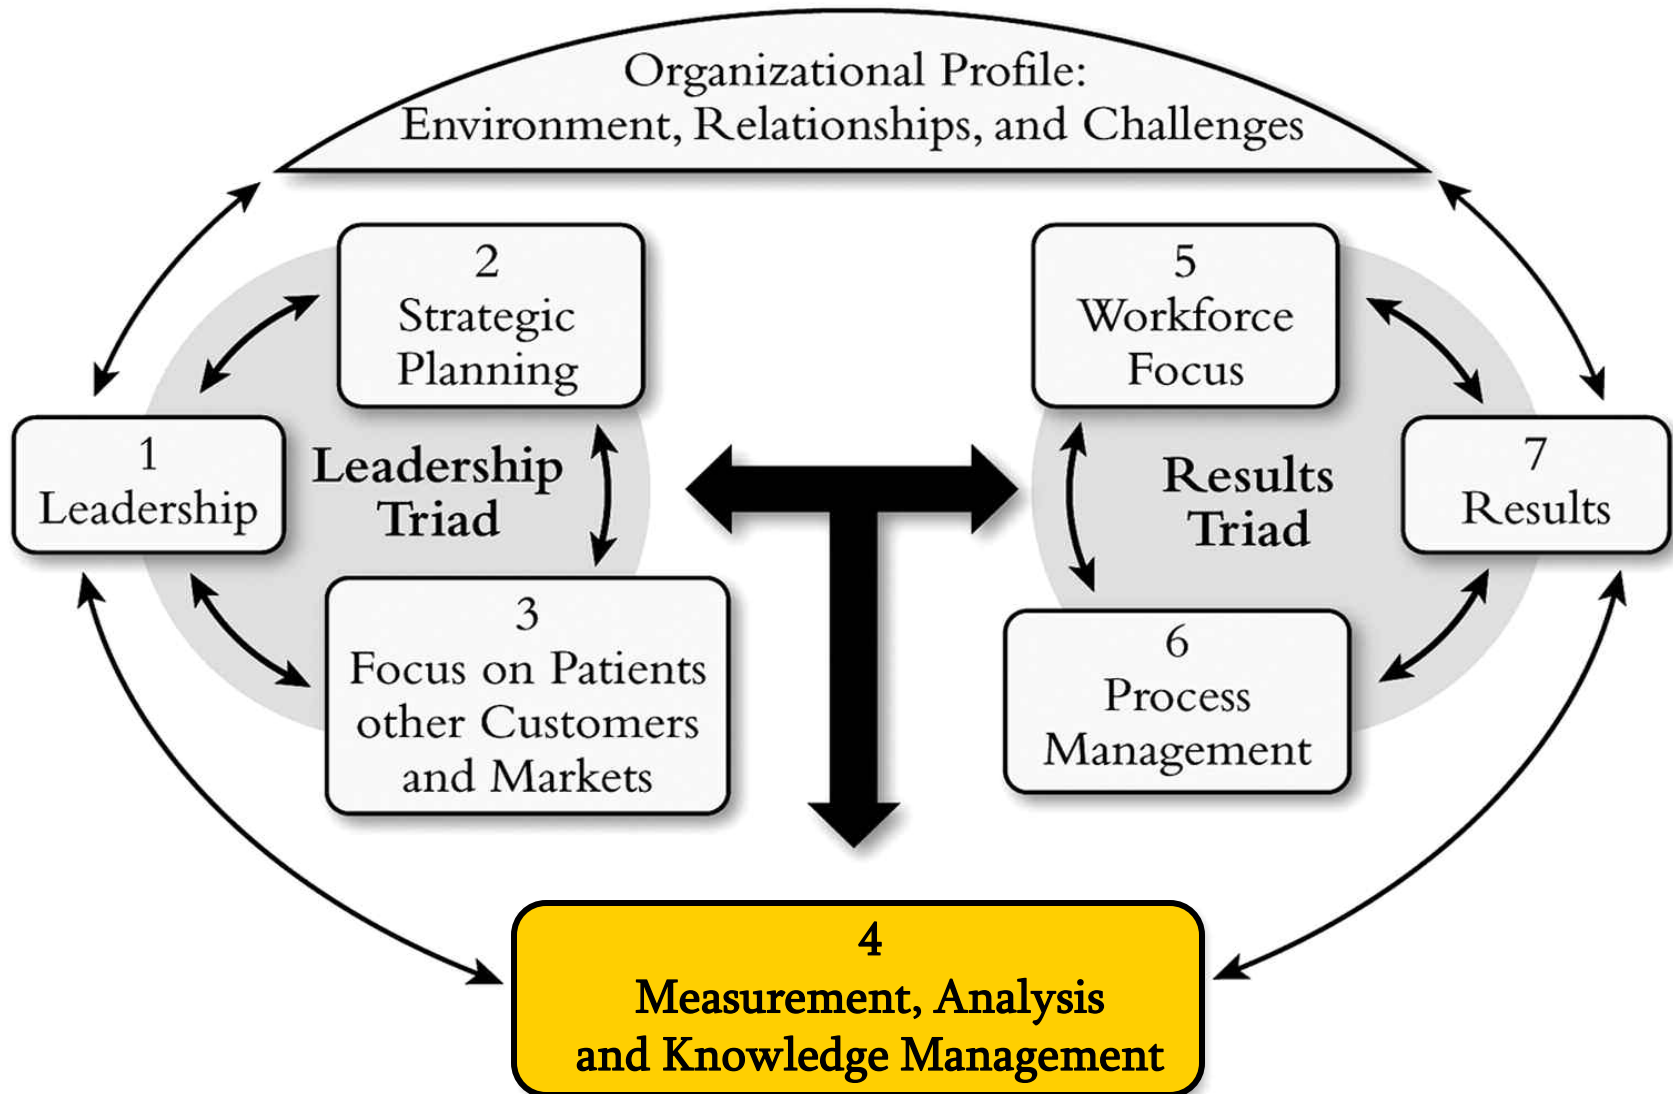 Organizational Profile:
Environment, Relationships, and Challenges
2
Strategic
Planning
1
Leadership
Leadership
Triad
3
Focus on Patients
other Customers
and Markets
5
Workforce
Focus
Results
Triad
7
Results
6
Process
Management
4
Measurement, Analysis
and Knowledge Management